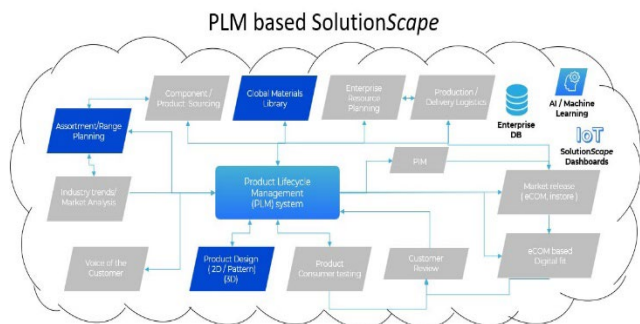 PLM based SolutionScape
Component /
Product Sourcing
Global Materials
Library
Enterprise
Resource
Planning
Production /
Delivery Logistics
Enterprise
DB
AI / Machine
Learning
IoT
SolutionScape
Dashboards
Assortment/Range
Planning
PIM
Industry trends/
Market Analysis
Product Lifecycle
Management
(PLM) system
Market release
( eCOM, instore )
Voice of the
Customer
Product Design
( 2D / Pattern|
(3D)
Product
Consumer testing
Customer
Review
eCOM based
Digital fit